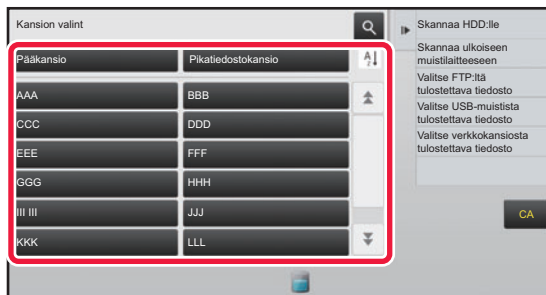 Kansion valint
Pääkansio
Pikatiedostokansio
AAA
BBB
CCC
DDD
EEE
FFF
GGG
HHH
III III
JJJ
KKK
LLL
Skannaa HDD:lle
Skannaa ulkoiseen
muistilaitteeseen
Valitse FTP:ltä
tulostettava tiedosto
Valitse USB-muistista
tulostettava tiedosto
Valitse verkkokansiosta
tulostettava tiedosto
CA